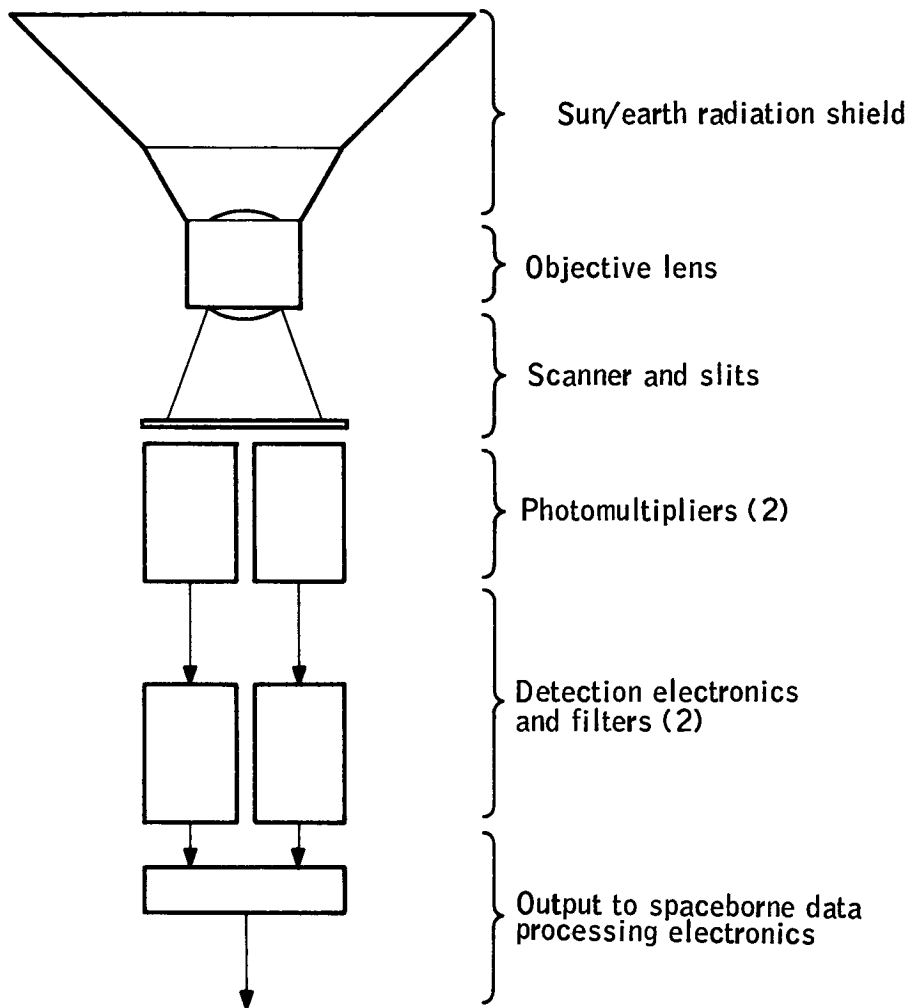 Sun/earth radiation shield
Objective lens
Scanner and slits
Photomultipliers (2)
Detection electronics
and filters (2)
Output to spaceborne data
processing electronics